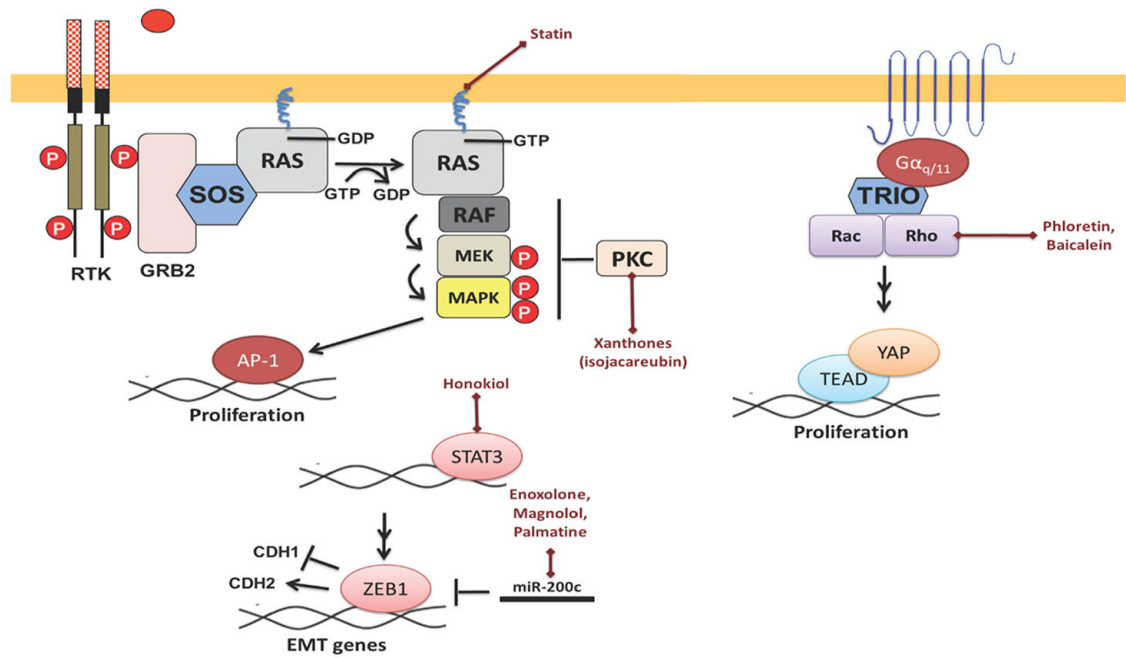 Statin
GDP
GTP
P
P
RAS
RAS
Gα q/11
SOS
GTP
GDP
TRIO
P
P
RAF
Rac
Rho
Phloretin,
Baicalein
RTK
GRB2
MEK
P
PKC
MAPK
P
P
AP-1
Xanthones
(isojacareubin)
YAP
TEAD
Proliferation
Honokiol
Proliferation
STAT3
Enoxolone,
Magnolol,
Palmatine
CDH1
CDH2
ZEB1
miR-200c
EMT genes